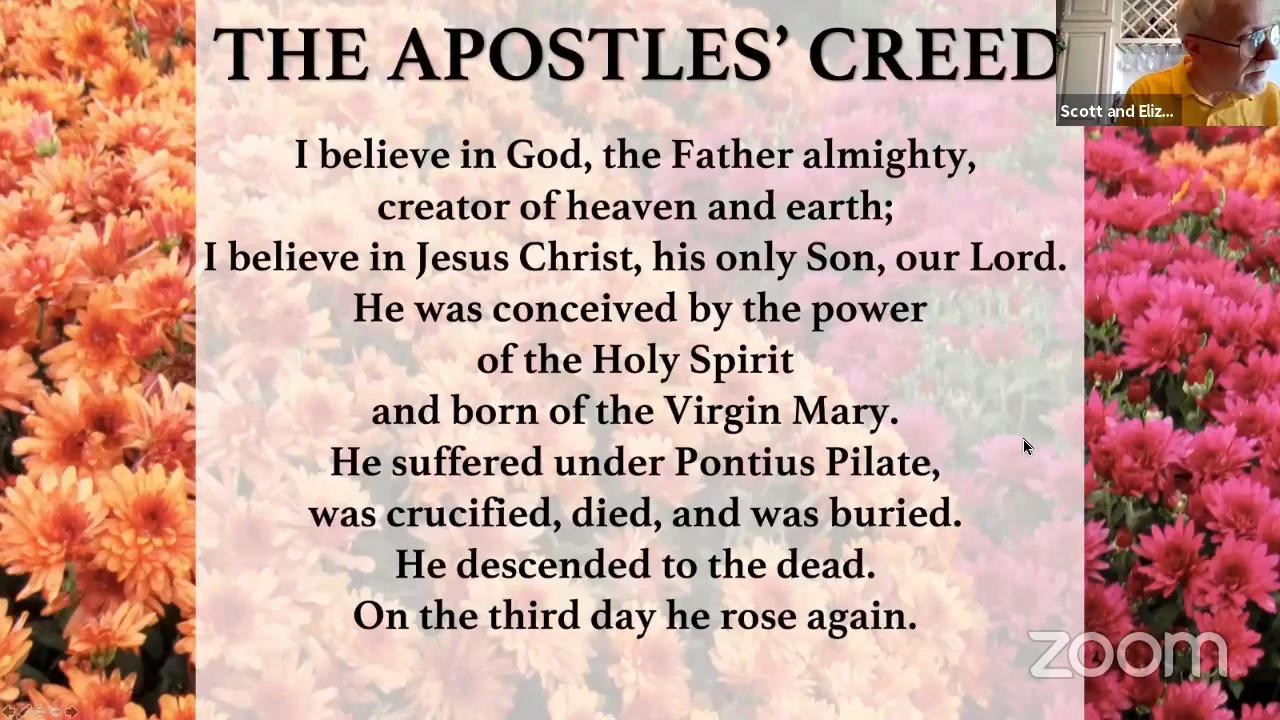 THE APOSTLES’ CREED
Scott and Eliz...
I believe in God, the Father almighty,
creator of heaven and earth;
I believe in Jesus Christ, his only Son, our Lord.
He was conceived by the power
of the Holy Spirit
and born of the Virgin Mary.
He suffered under Pontius Pilate,
was crucified, died, and was buried.
He descended to the dead.
On the third day he rose again.
zoom